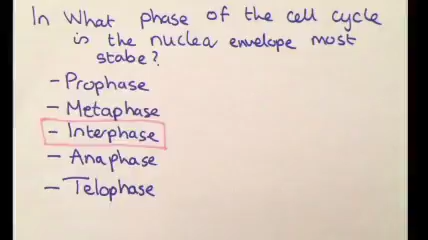 In What phase of the cell cycle
is the nuclea envelope most
stabe?
- Prophase
- Metaphase
- Interphase
- Anaphase
- Telophase